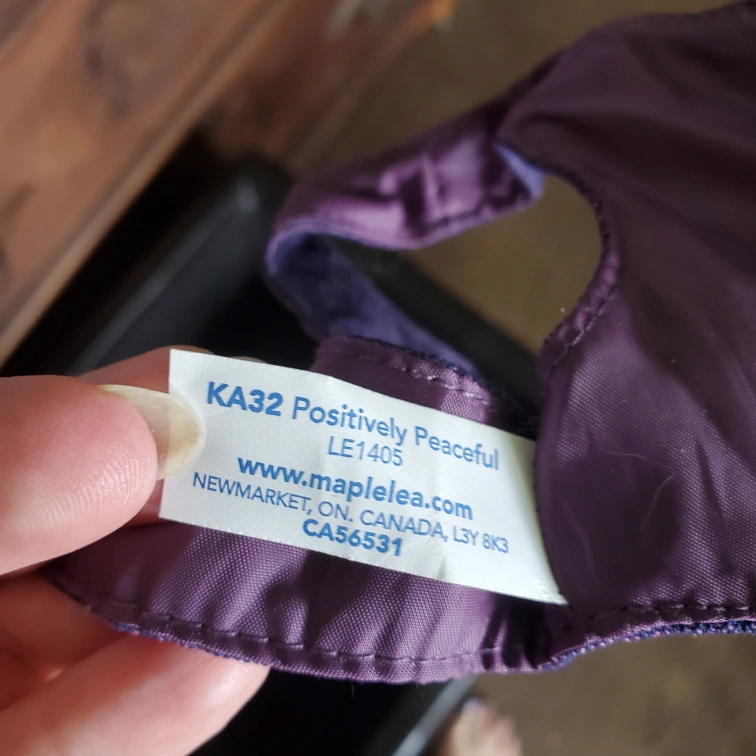 KA32 Positively Peaceful
LE1405
www.maplelea.com
NEWMARKET, ON. CANADA, L3Y 8K3
CA56531